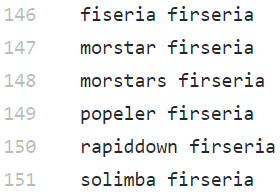 146 fiseria firseria
147 morstar firseria
148 morstars firseria
149 popeler firseria
150 rapiddown firseria
151 solimba firseria